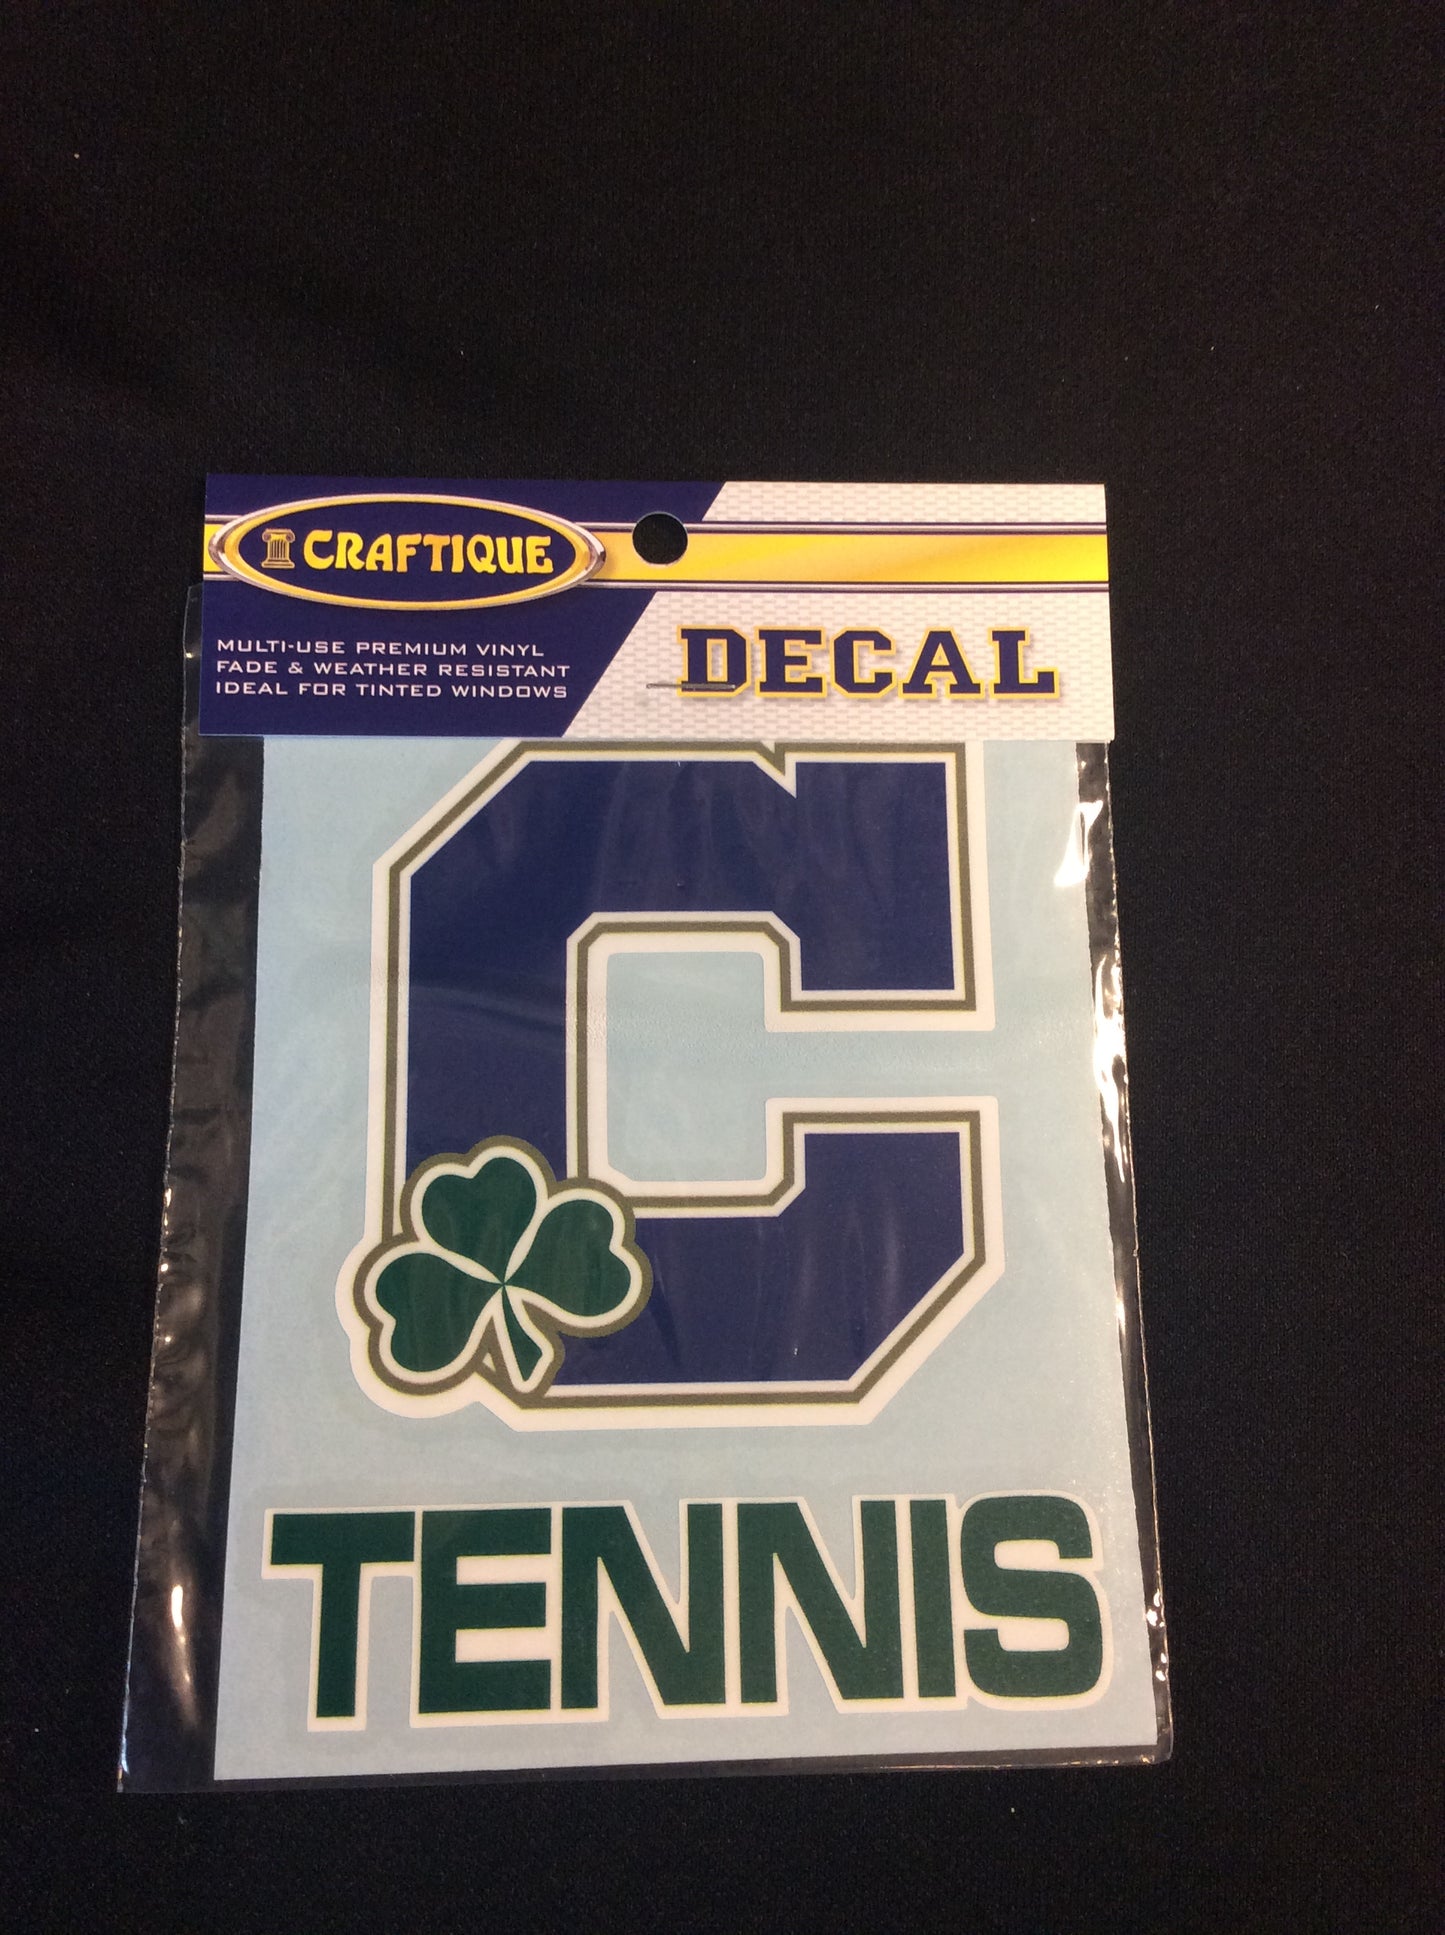 CRAFTIQUE
MULTI-USE PREMIUM VINYL
FADE & WEATHER RESISTANT
IDEAL FOR TINTED WINDOWS
DECAL
C
TENNIS